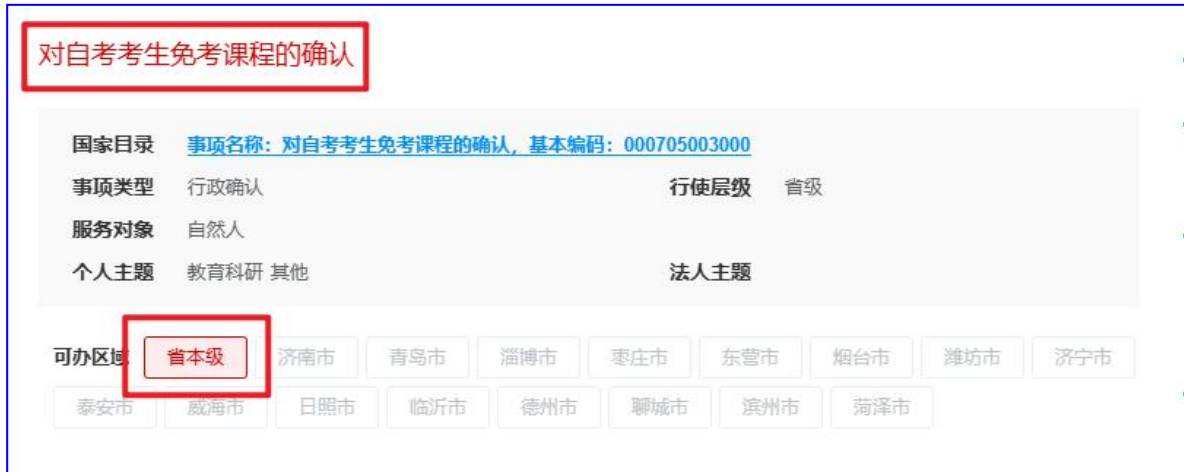 对自考考生免考课程的确认
国家目录 事项名称：对自考考生免考课程的确认，基本编码：000705003000
事项类型 行政确认 行使层级 省级
服务对象 自然人
个人主题 教育科研 其他 法人主题
可办区域 省本级 济南市 青岛市 淄博市 枣庄市 东营市 烟台市 潍坊市 济宁市
泰安市 威海市 日照市 临沂市 德州市 聊城市 滨州市 菏泽市